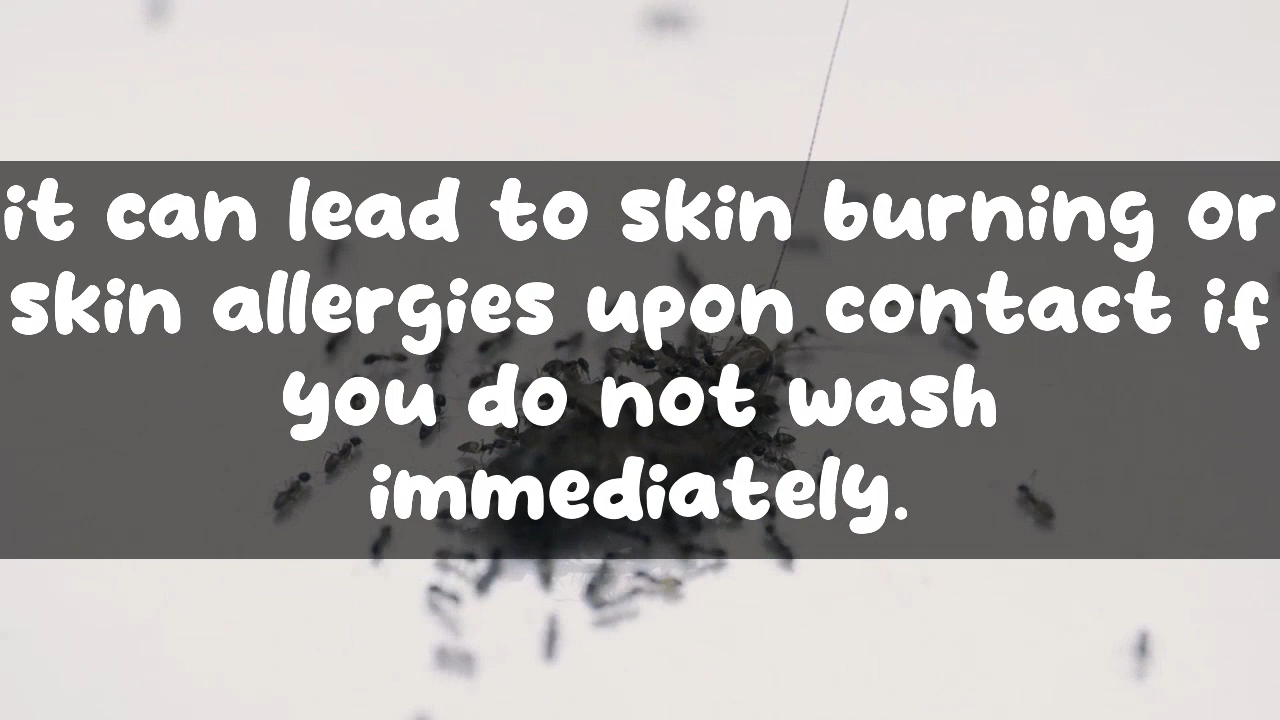 it can lead to skin burning or
skin allergies upon contact if
you do not wash
immediately.